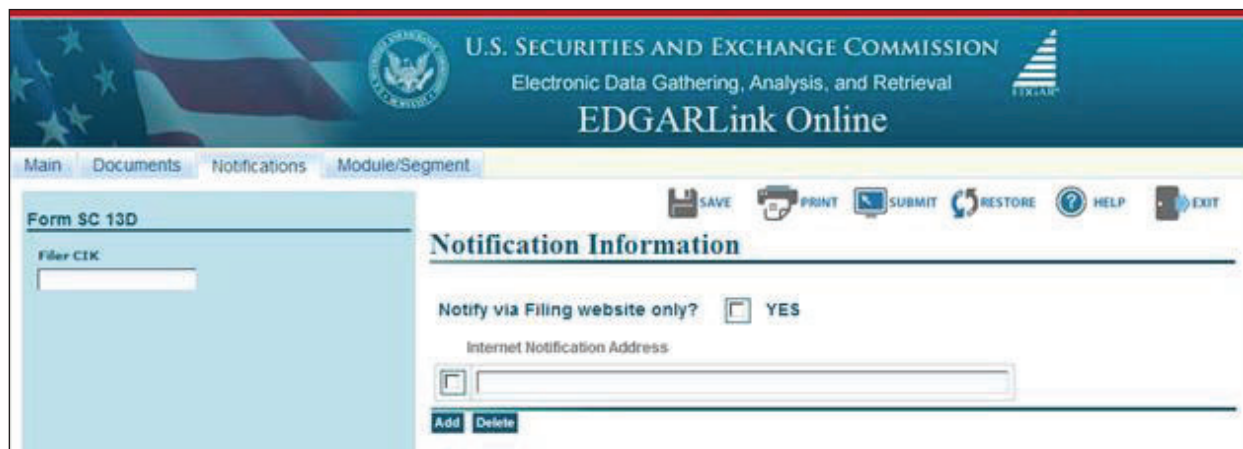 U.S. SECURITIES AND EXCHANGE COMMISSION
Electronic Data Gathering, Analysis, and Retrieval
EDGAR®
EDGARLink Online
Main Documents Notifications Module/Segment
SAVE PRINT SUBMIT RESTORE HELP EXIT
Form SC 13D
Filer CIK
Notification Information
Notify via Filing website only? YES
Internet Notification Address
Add Delete